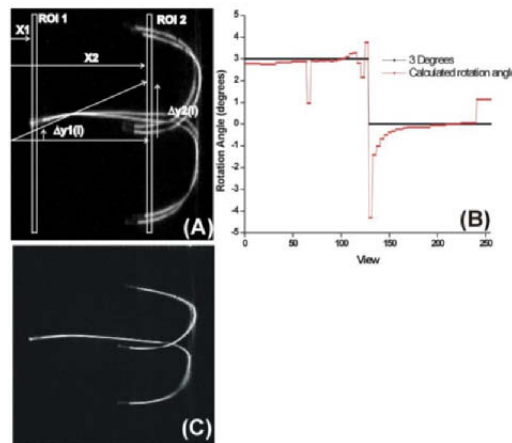 X1
ROI 1
ROI 2
X2
Δy2(l)
Δy1(l)
(A)
Rotation Angle (degrees)
5
4
3
2
1
0
-1
-2
-3
-4
-5
0
50
100
150
200
250
View
3 Degrees
Calculated rotation angle
(B)
(C)